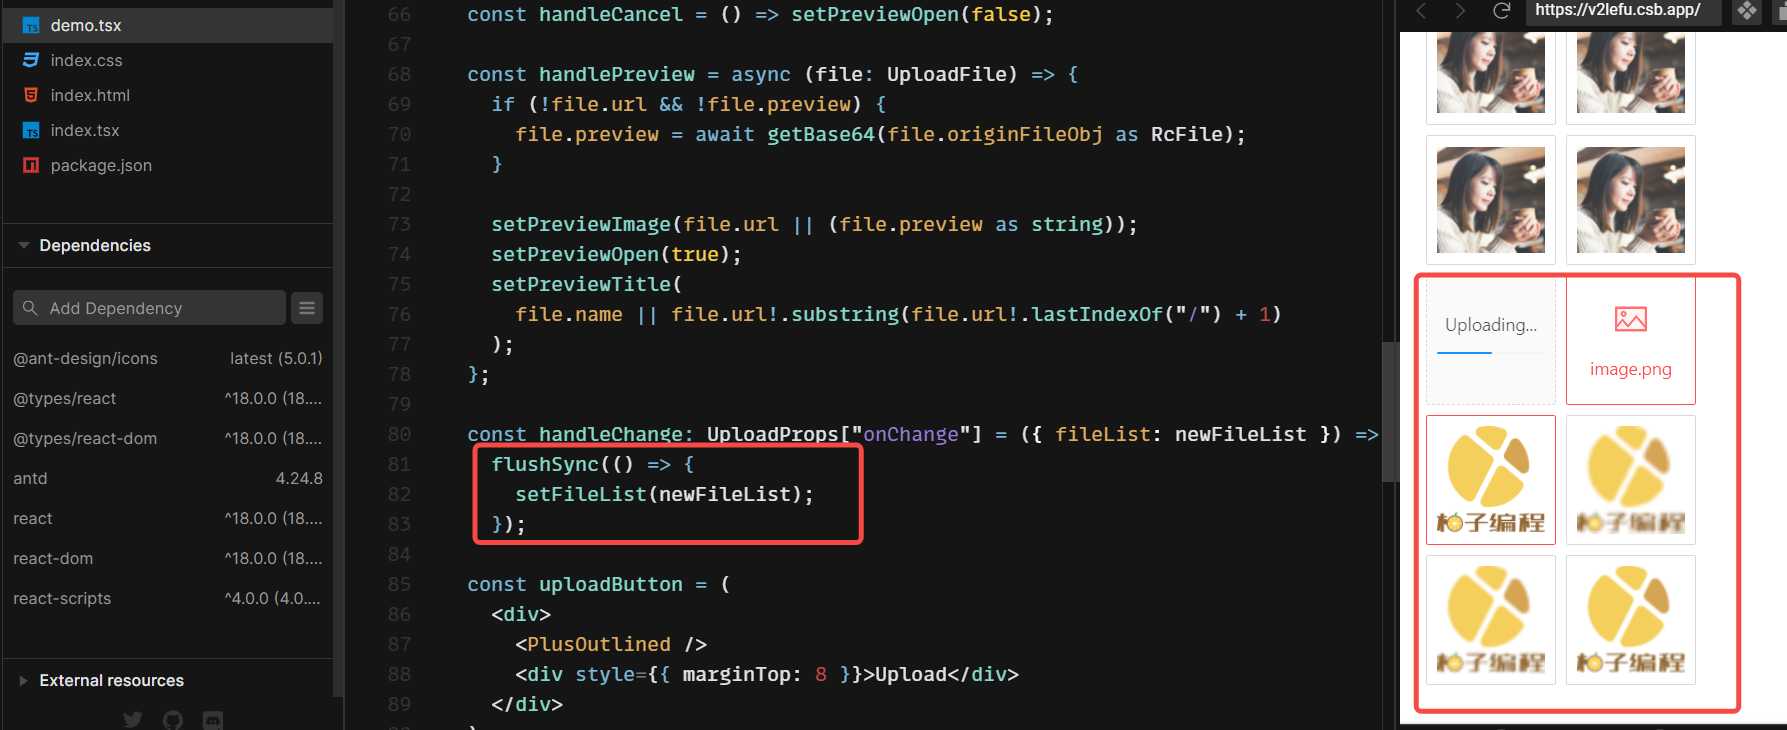 demo.tsx
index.css
index.html
index.tsx
package.json
Dependencies
Add Dependency
@ant-design/icons latest (5.0.1)
@types/react ^18.0.0 (18....
@types/react-dom ^18.0.0 (18....
antd 4.24.8
react ^18.0.0 (18....
react-dom ^18.0.0 (18....
react-scripts ^4.0.0 (4.0....
External resources
66 const handleCancel = () => setPreviewOpen(false);
67
68 const handlePreview = async (file: UploadFile) => {
69 if (!file.url && !file.preview) {
70 file.preview = await getBase64(file.originFileObj as RcFile);
71 }
72
73 setPreviewImage(file.url || (file.preview as string));
74 setPreviewOpen(true);
75 setPreviewTitle(
76 file.name || file.url!.substring(file.url!.lastIndexOf("/") + 1)
77 );
78 };
79
80 const handleChange: UploadProps["onChange"] = ({ fileList: newFileList }) =>
81 flushSync(() => {
82 setFileList(newFileList);
83 });
84
85 const uploadButton = (
86 <div>
87 <PlusOutlined />
88 <div style={{ marginTop: 8 }}>Upload</div>
89 </div>
https://v2lefu.csb.app/
Uploading...
image.png
柚子编程
柚子编程
柚子编程
柚子编程